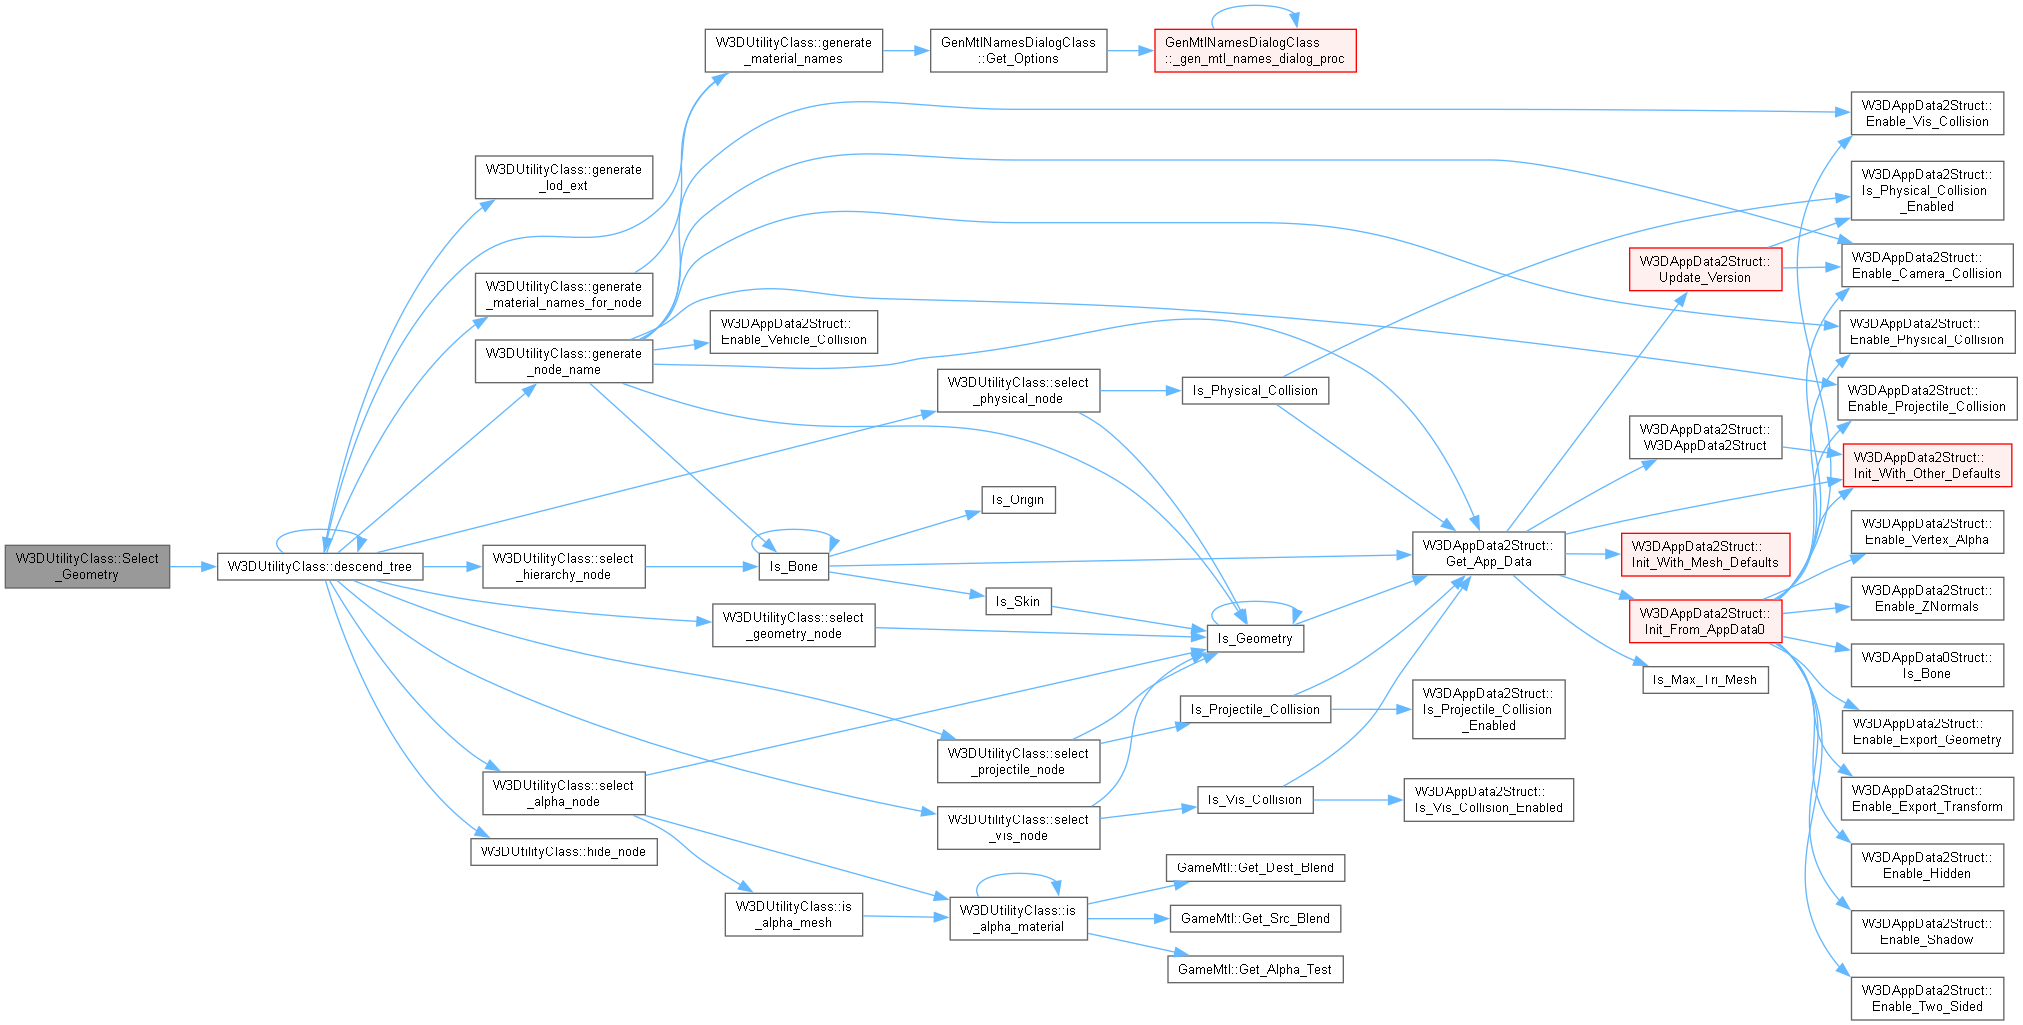 W3DUtilityClass::Select
_Geometry
W3DUtilityClass::descend_tree
W3DUtilityClass::generate
_lod_ext
W3DUtilityClass::generate
_material_names_for_node
W3DUtilityClass::generate
_node_name
W3DUtilityClass::select
_hierarchy_node
W3DUtilityClass::select
_alpha_node
W3DUtilityClass::hide_node
W3DUtilityClass::generate
_material_names
W3DAppData2Struct::
Enable_Vehicle_Collision
Is_Bone
W3DUtilityClass::select
_geometry_node
W3DUtilityClass::is
_alpha_mesh
GenMtlNamesDialogClass
::Get_Options
W3DUtilityClass::select
_physical_node
Is_Origin
Is_Skin
W3DUtilityClass::select
_projectile_node
W3DUtilityClass::select
_vis_node
W3DUtilityClass::is
_alpha_material
GenMtlNamesDialogClass
::_gen_mtl_names_dialog_proc
Is_Physical_Collision
Is_Geometry
Is_Projectile_Collision
Is_Vis_Collision
GameMtl::Get_Dest_Blend
GameMtl::Get_Src_Blend
GameMtl::Get_Alpha_Test
W3DAppData2Struct::
Get_App_Data
W3DAppData2Struct::
Is_Projectile_Collision
_Enabled
W3DAppData2Struct::
Is_Vis_Collision_Enabled
W3DAppData2Struct::
Update_Version
W3DAppData2Struct::
W3DAppData2Struct
W3DAppData2Struct::
Init_With_Mesh_Defaults
W3DAppData2Struct::
Init_From_AppData0
Is_Max_Tri_Mesh
W3DAppData2Struct::
Enable_Vis_Collision
W3DAppData2Struct::
Is_Physical_Collision
_Enabled
W3DAppData2Struct::
Enable_Camera_Collision
W3DAppData2Struct::
Enable_Physical_Collision
W3DAppData2Struct::
Enable_Projectile_Collision
W3DAppData2Struct::
Init_With_Other_Defaults
W3DAppData2Struct::
Enable_Vertex_Alpha
W3DAppData2Struct::
Enable_ZNormals
W3DAppData0Struct::
Is_Bone
W3DAppData2Struct::
Enable_Export_Geometry
W3DAppData2Struct::
Enable_Export_Transform
W3DAppData2Struct::
Enable_Hidden
W3DAppData2Struct::
Enable_Shadow
W3DAppData2Struct::
Enable_Two_Sided